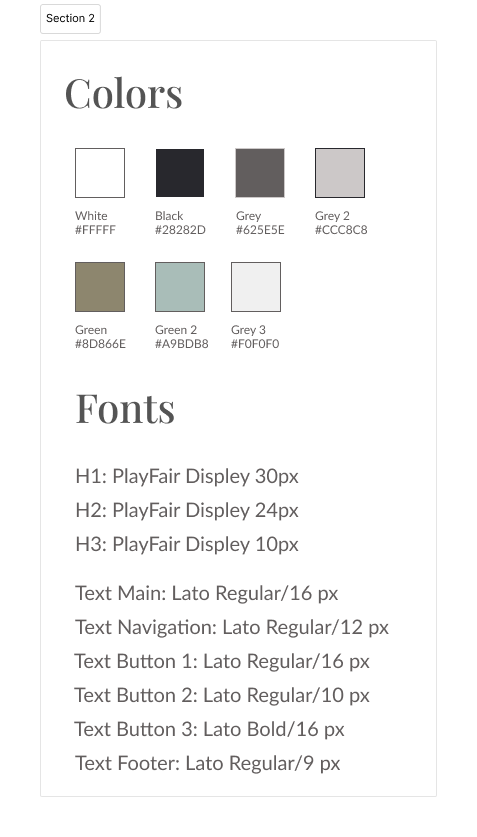 Section 2
Colors
White
#FFFFF
Black
#28282D
Grey
#625E5E
Grey 2
#CCC8C8
Green
#8D866E
Green 2
#A9BDB8
Grey 3
#F0F0F0
Fonts
H1: PlayFair Displey 30px
H2: PlayFair Displey 24px
H3: PlayFair Displey 10px
Text Main: Lato Regular/16 px
Text Navigation: Lato Regular/12 px
Text Button 1: Lato Regular/16 px
Text Button 2: Lato Regular/10 px
Text Button 3: Lato Bold/16 px
Text Footer: Lato Regular/9 px